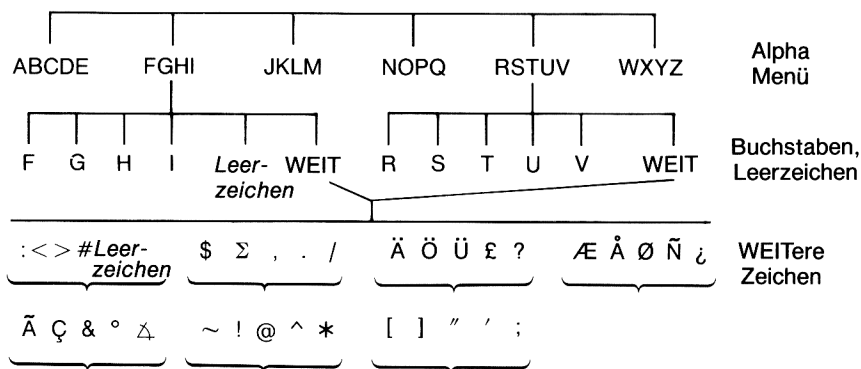 ABCDE FGHI JKLM NOPQ RSTUV WXYZ Alpha
Menü
F G H I Leer- WEIT R S T U V WEIT Buchstaben,
zeichen Leerzeichen
: < > # Leer- $ Σ , . / Ä Ö Ü £ ? Æ Å Ø Ñ ¿ WEITere
zeichen Zeichen
Ã Ç & ° ∡ ~ ! @ ^ * [ ] " ' ;